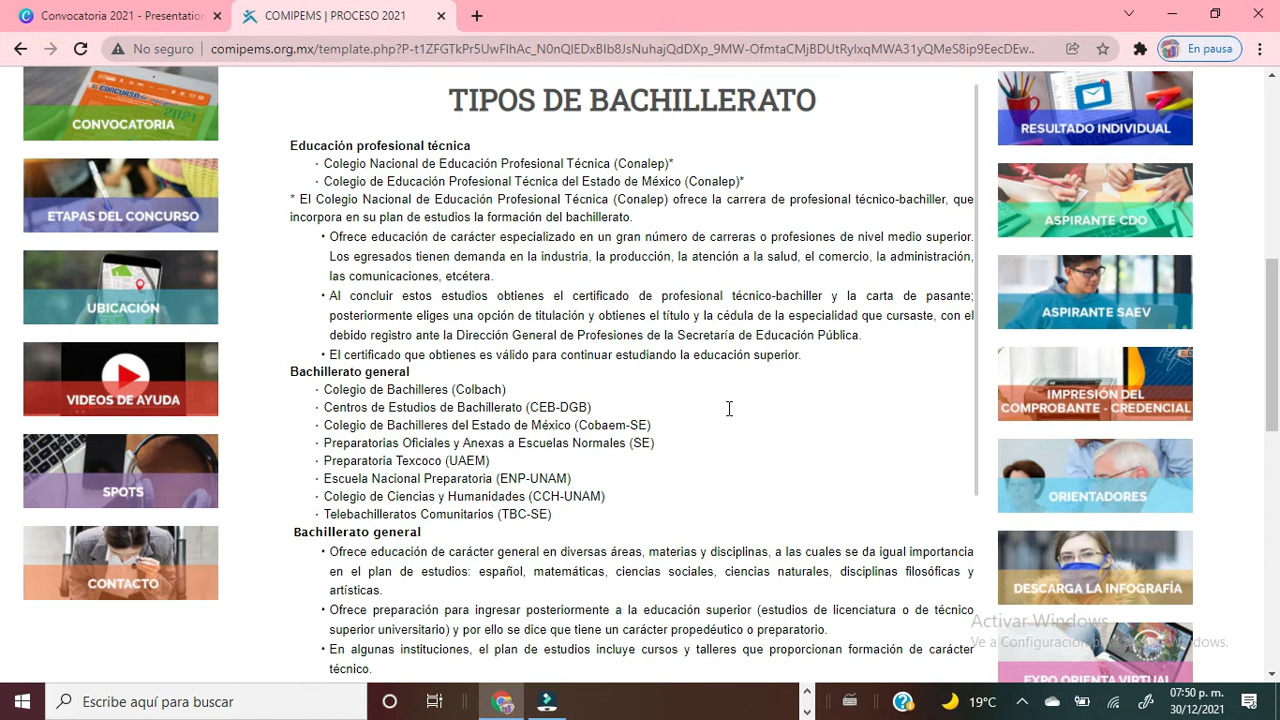 Convocatoria 2021 - Presentation
COMIPEMS | PROCESO 2021
No seguro
En pausa
CONVOCATORIA
ETAPAS DEL CONCURSO
UBICACIÓN
VIDEOS DE AYUDA
SPOTS
CONTACTO
TIPOS DE BACHILLERATO
Educación profesional técnica
· Colegio Nacional de Educación Profesional Técnica (Conalep)*
· Colegio de Educación Profesional Técnica del Estado de México (Conalep)*
* El Colegio Nacional de Educación Profesional Técnica (Conalep) ofrece la carrera de profesional técnico-bachiller, que
incorpora en su plan de estudios la formación del bachillerato.
• Ofrece educación de carácter especializado en un gran número de carreras o profesiones de nivel medio superior.
Los egresados tienen demanda en la industria, la producción, la atención a la salud, el comercio, la administración,
las comunicaciones, etcétera.
• Al concluir estos estudios obtienes el certificado de profesional técnico-bachiller y la carta de pasante;
posteriormente eliges una opción de titulación y obtienes el título y la cédula de la especialidad que cursaste, con el
debido registro ante la Dirección General de Profesiones de la Secretaría de Educación Pública.
• El certificado que obtienes es válido para continuar estudiando la educación superior.
Bachillerato general
· Colegio de Bachilleres (Colbach)
· Centros de Estudios de Bachillerato (CEB-DGB)
· Colegio de Bachilleres del Estado de México (Cobaem-SE)
· Preparatorias Oficiales y Anexas a Escuelas Normales (SE)
· Preparatoria Texcoco (UAEM)
· Escuela Nacional Preparatoria (ENP-UNAM)
· Colegio de Ciencias y Humanidades (CCH-UNAM)
· Telebachilleratos Comunitarios (TBC-SE)
Bachillerato general
• Ofrece educación de carácter general en diversas áreas, materias y disciplinas, a las cuales se da igual importancia
en el plan de estudios: español, matemáticas, ciencias sociales, ciencias naturales, disciplinas filosóficas y
artísticas.
• Ofrece preparación para ingresar posteriormente a la educación superior (estudios de licenciatura o de técnico
superior universitario) y por ello se dice que tiene un carácter propedéutico o preparatorio.
• En algunas instituciones, el plan de estudios incluye cursos y talleres que proporcionan formación de carácter
técnico.
RESULTADO INDIVIDUAL
ASPIRANTE CDO
ASPIRANTE SAEV
IMPRESIÓN DEL
COMPROBANTE - CREDENCIAL
ORIENTADORES
DESCARGA LA INFOGRAFÍA
EXPO ORIENTA VIRTUAL
Activar Windows
Escribe aquí para buscar
19°C
07:50 p. m.
30/12/2021